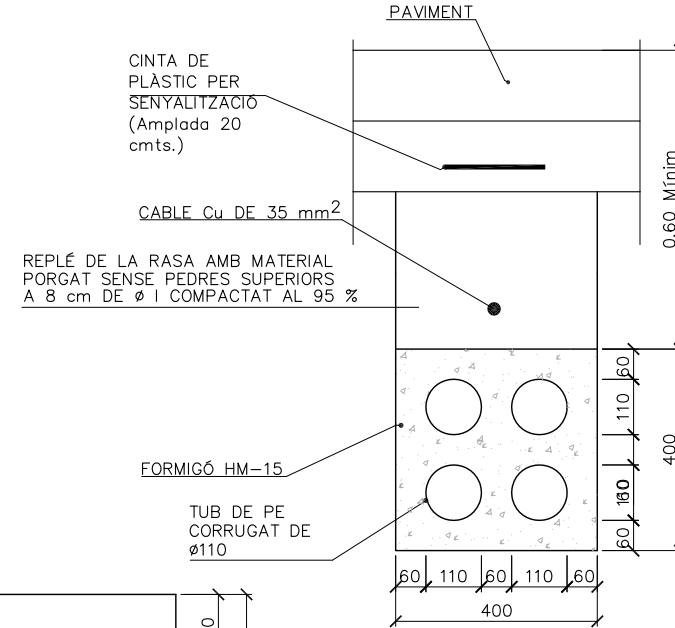 PAVIMENT
CINTA DE
PLÀSTIC PER
SENYALITZACIÓ
(Amplada 20
cmts.)
0.60 Mínim
CABLE Cu DE 35 mm2
REPLÉ DE LA RASA AMB MATERIAL
PORGAT SENSE PEDRES SUPERIORS
A 8 cm DE ø I COMPACTAT AL 95 %
60
110
400
FORMIGÓ HM-15
60
110
TUB DE PE
CORRUGAT DE
ø110
60
60 110 60 110 60
400